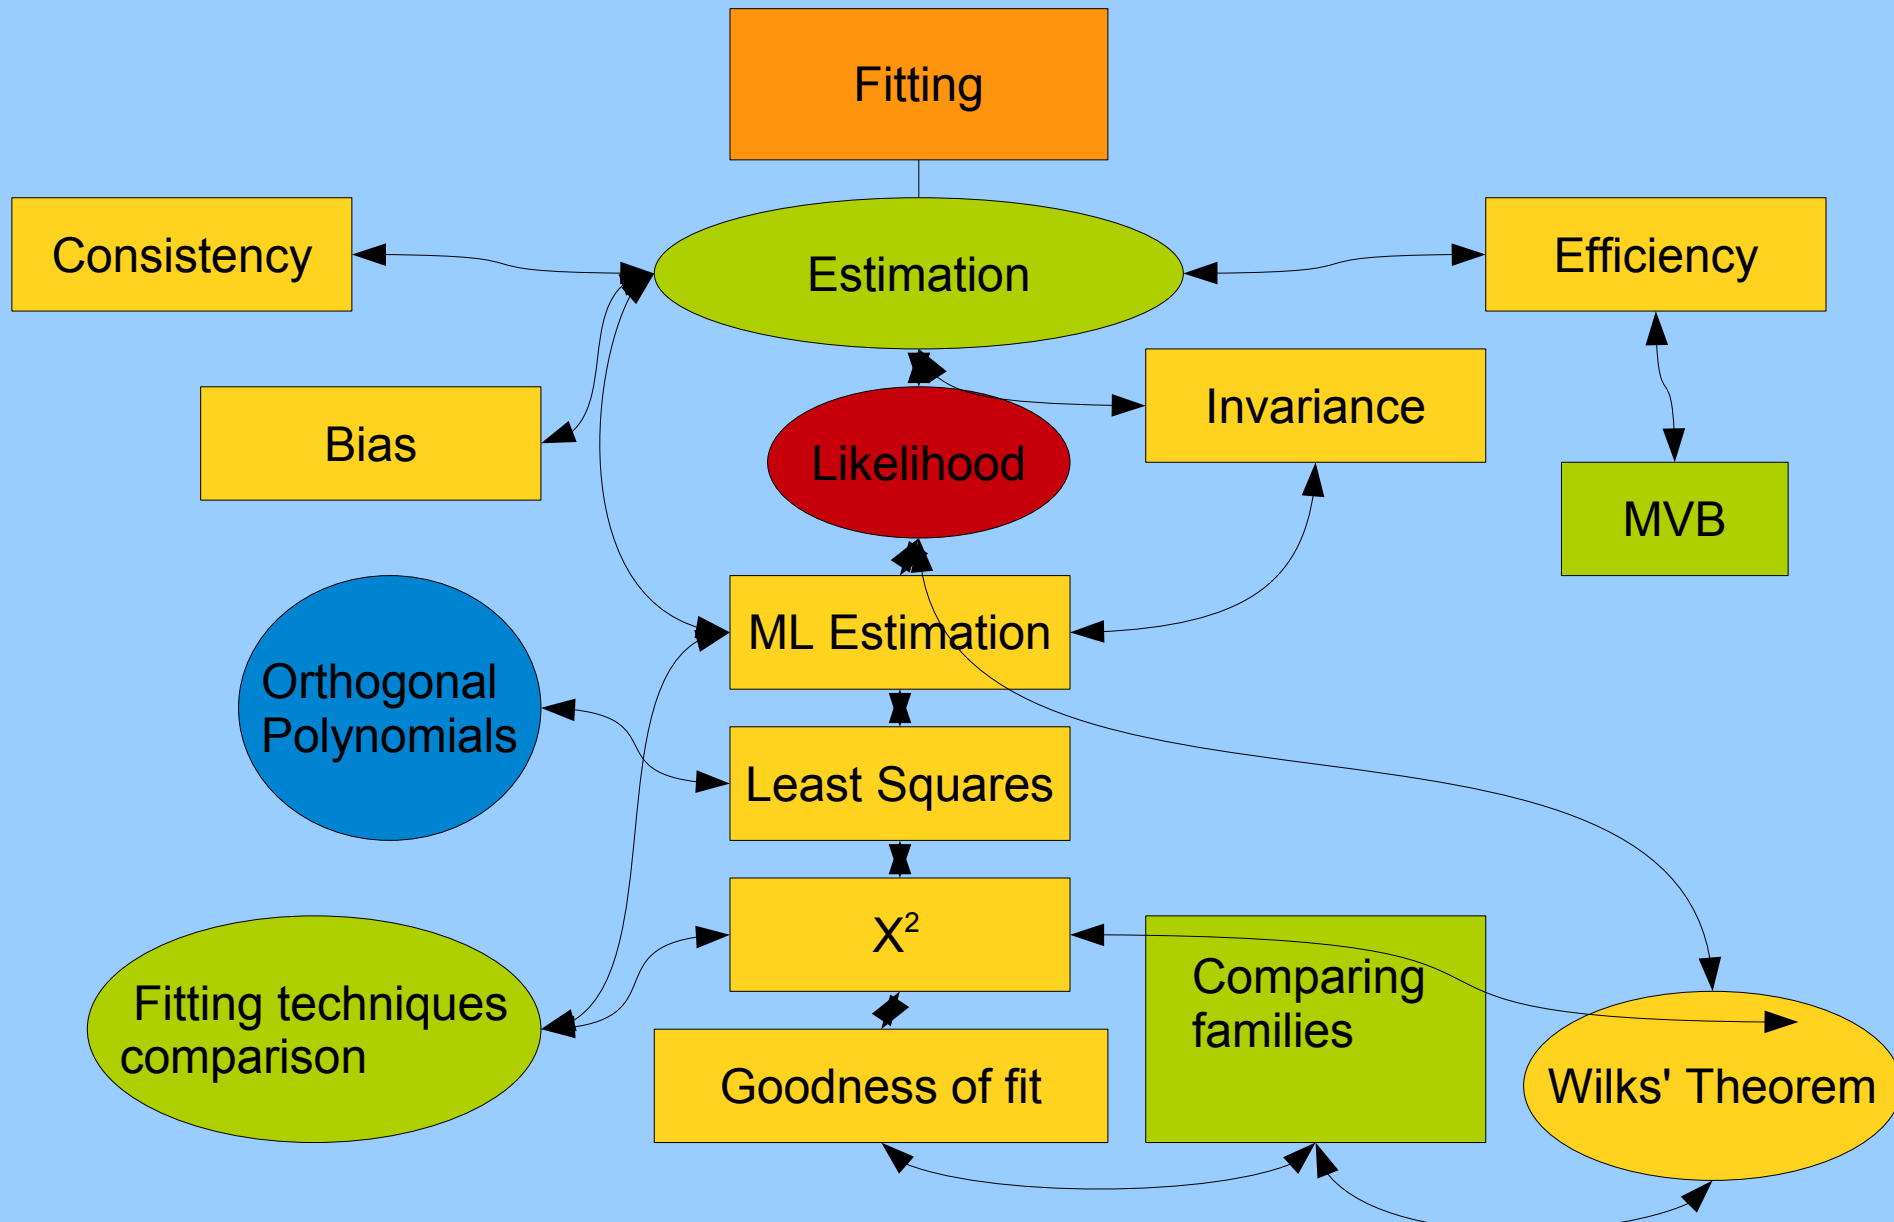 Fitting
Consistency
Estimation
Efficiency
Bias
Likelihood
Invariance
MVB
Orthogonal
Polynomials
ML Estimation
Least Squares
X²
Fitting techniques
comparison
Goodness of fit
Comparing
families
Wilks' Theorem